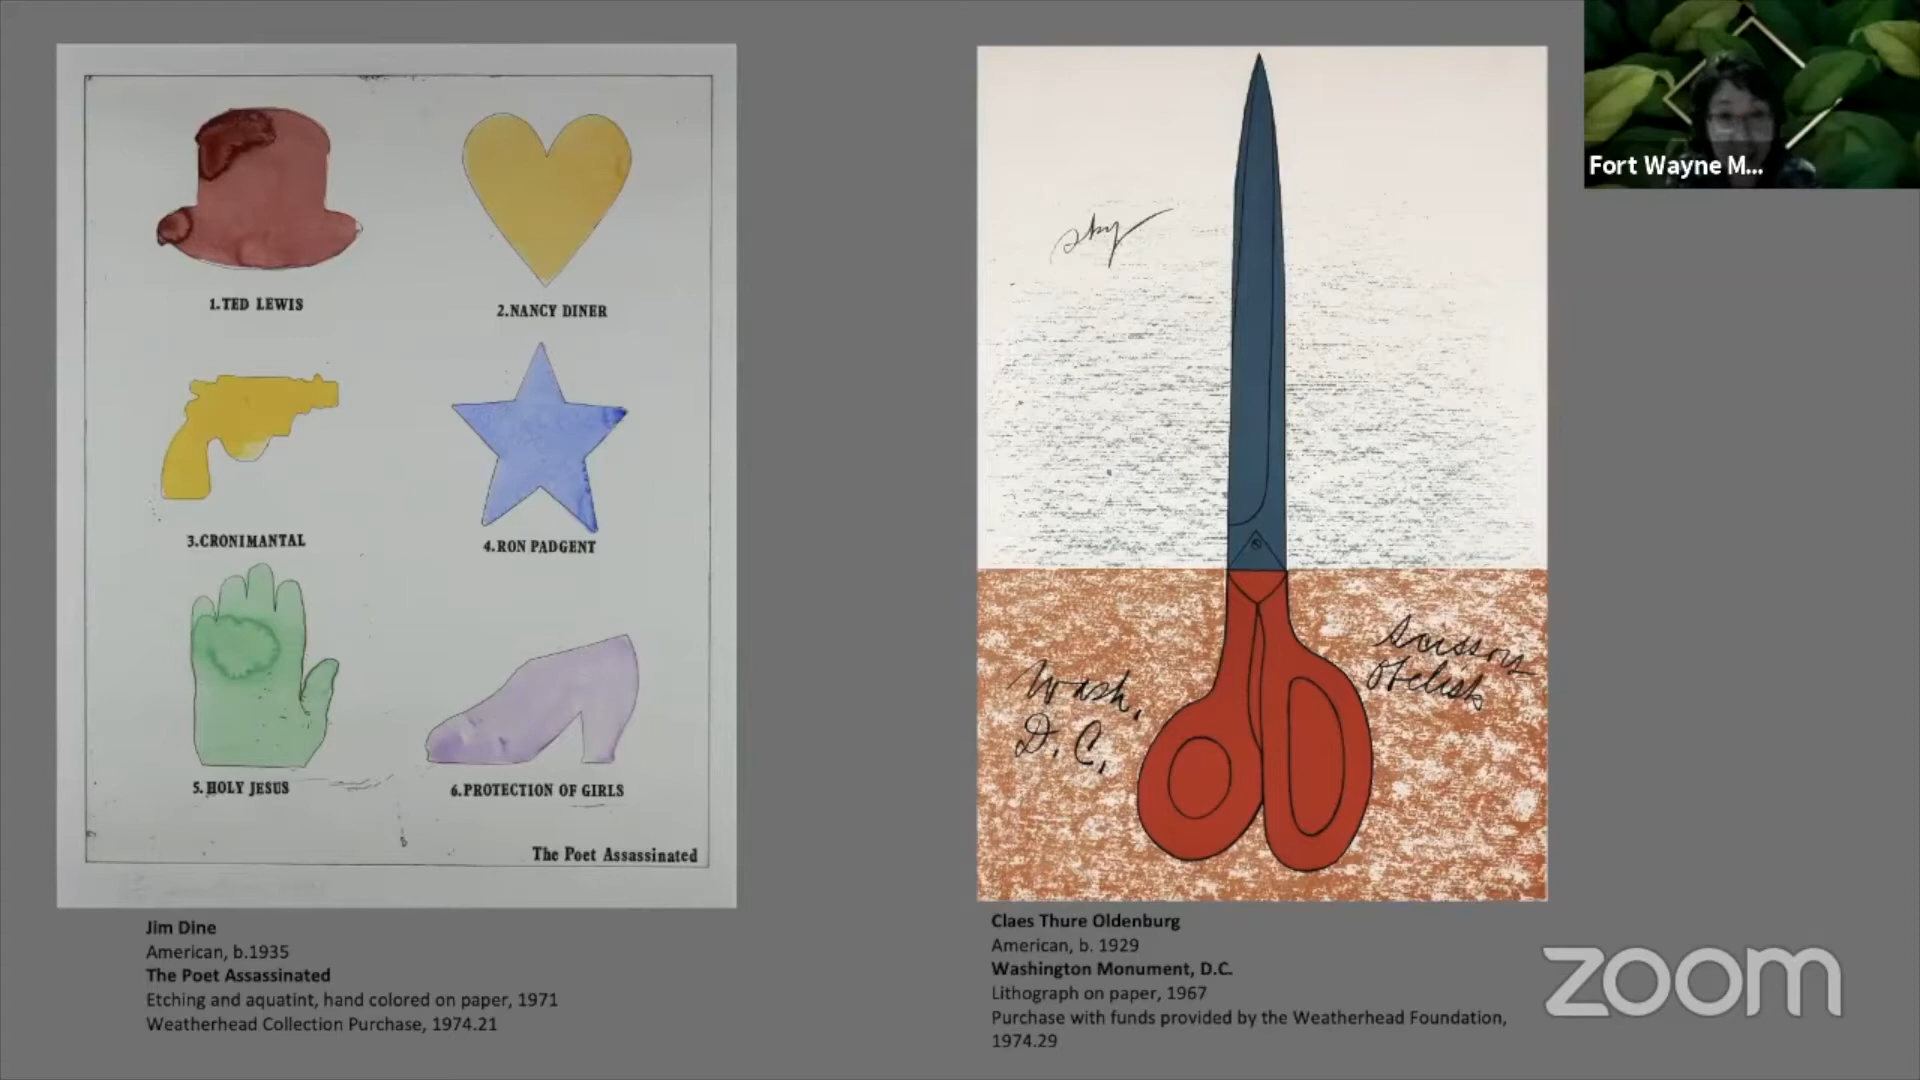 1.TED LEWIS
2.NANCY DINER
3.CRONIMANTAL
4.RON PADGENT
5.HOLY JESUS
6.PROTECTION OF GIRLS
The Poet Assassinated
Jim Dine
American, b.1935
The Poet Assassinated
Etching and aquatint, hand colored on paper, 1971
Weatherhead Collection Purchase, 1974.21
sky
Wash.
D.C.
scissors
obelisk
Claes Thure Oldenburg
American, b. 1929
Washington Monument, D.C.
Lithograph on paper, 1967
Purchase with funds provided by the Weatherhead Foundation,
1974.29
Fort Wayne M...
zoom